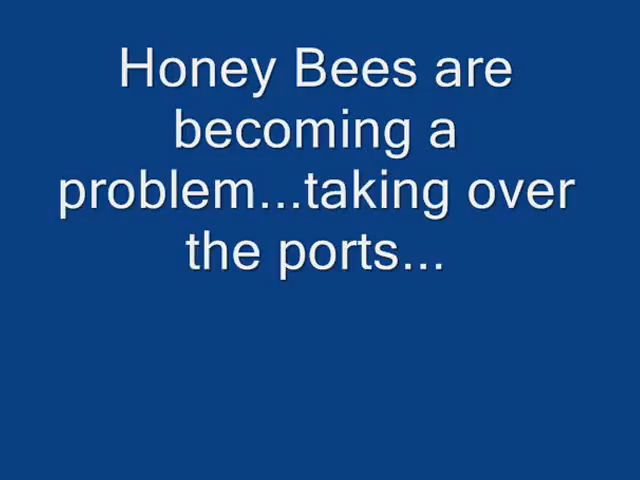 Honey Bees are
becoming a
problem...taking over
the ports...